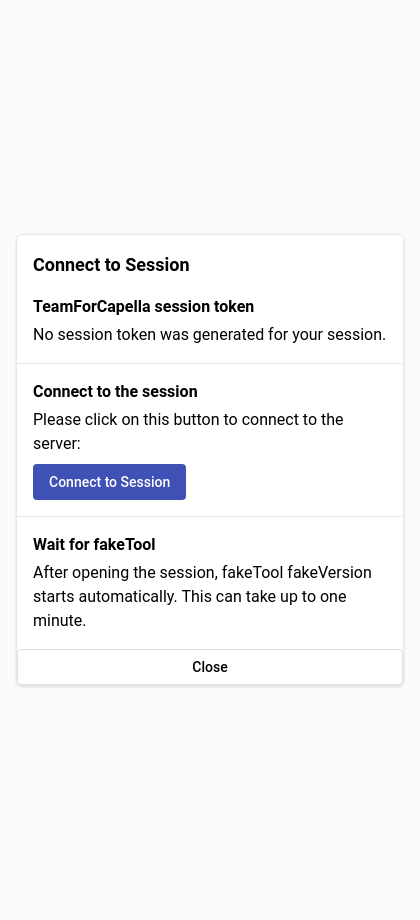 Connect to Session
TeamForCapella session token
No session token was generated for your session.
Connect to the session
Please click on this button to connect to the
server:
Connect to Session
Wait for fakeTool
After opening the session, fakeTool fakeVersion
starts automatically. This can take up to one
minute.
Close